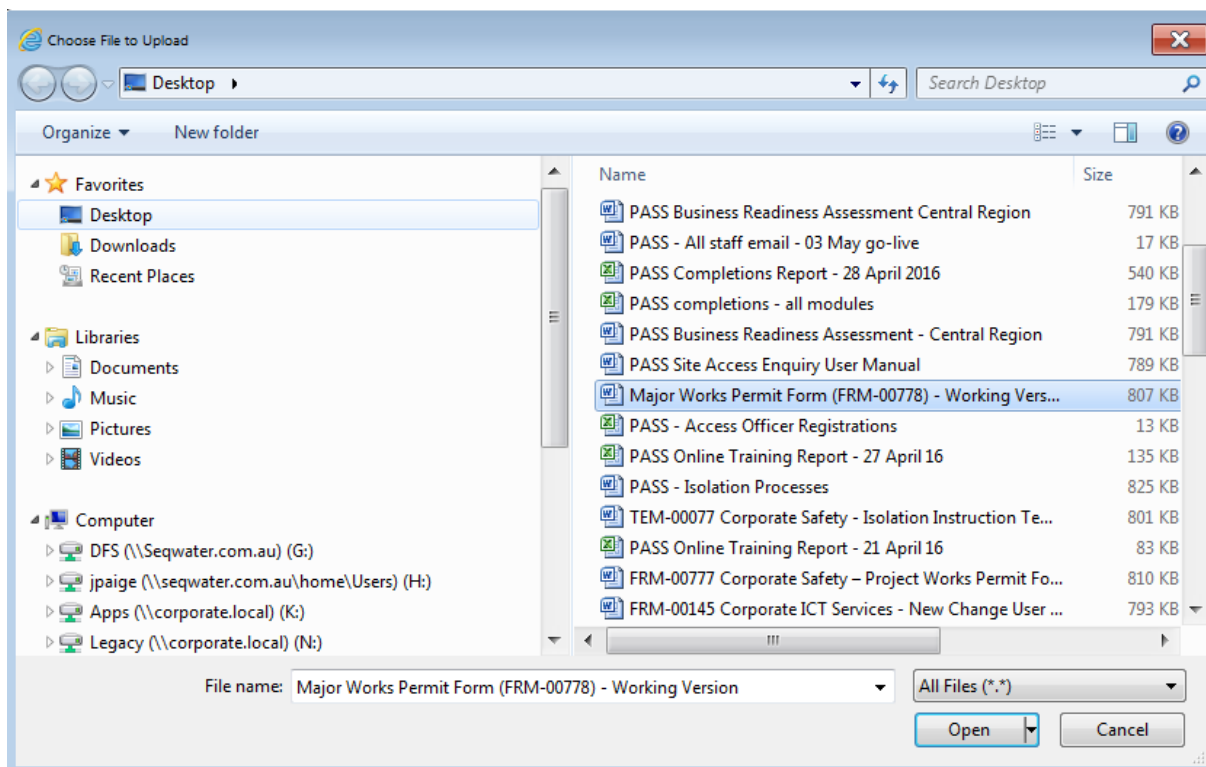 Choose File to Upload
Desktop
Search Desktop
Organize New folder
Favorites
Desktop
Downloads
Recent Places
Libraries
Documents
Music
Pictures
Videos
Computer
DFS (\\Seqwater.com.au) (G:)
jpaige (\\seqwater.com.au\home\Users) (H:)
Apps (\\corporate.local) (K:)
Legacy (\\corporate.local) (N:)
Name Size
PASS Business Readiness Assessment Central Region 791 KB
PASS - All staff email - 03 May go-live 17 KB
PASS Completions Report - 28 April 2016 540 KB
PASS completions - all modules 179 KB
PASS Business Readiness Assessment - Central Region 791 KB
PASS Site Access Enquiry User Manual 789 KB
Major Works Permit Form (FRM-00778) - Working Vers... 807 KB
PASS - Access Officer Registrations 13 KB
PASS Online Training Report - 27 April 16 135 KB
PASS - Isolation Processes 825 KB
TEM-00077 Corporate Safety - Isolation Instruction Te... 801 KB
PASS Online Training Report - 21 April 16 83 KB
FRM-00777 Corporate Safety – Project Works Permit Fo... 810 KB
FRM-00145 Corporate ICT Services - New Change User ... 793 KB
File name: Major Works Permit Form (FRM-00778) - Working Version
All Files (*.*)
Open Cancel